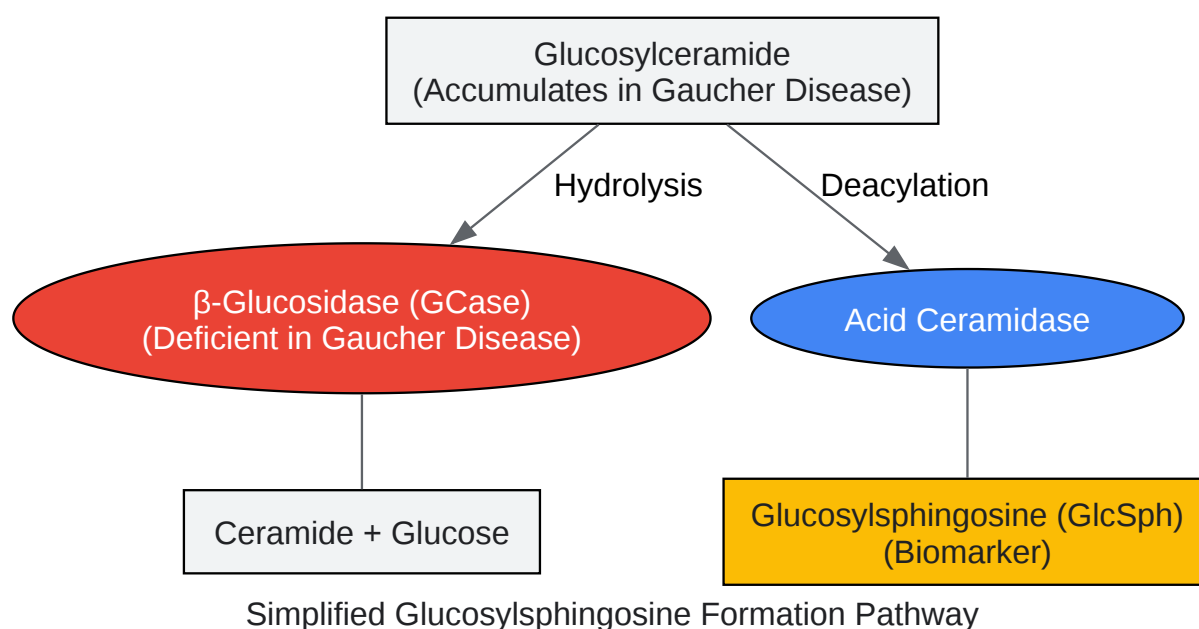 Glucosylceramide
(Accumulates in Gaucher Disease)
Hydrolysis
Deacylation
β-Glucosidase (GCase)
(Deficient in Gaucher Disease)
Acid Ceramidase
Ceramide + Glucose
Glucosylsphingosine (GlcSph)
(Biomarker)
Simplified Glucosylsphingosine Formation Pathway